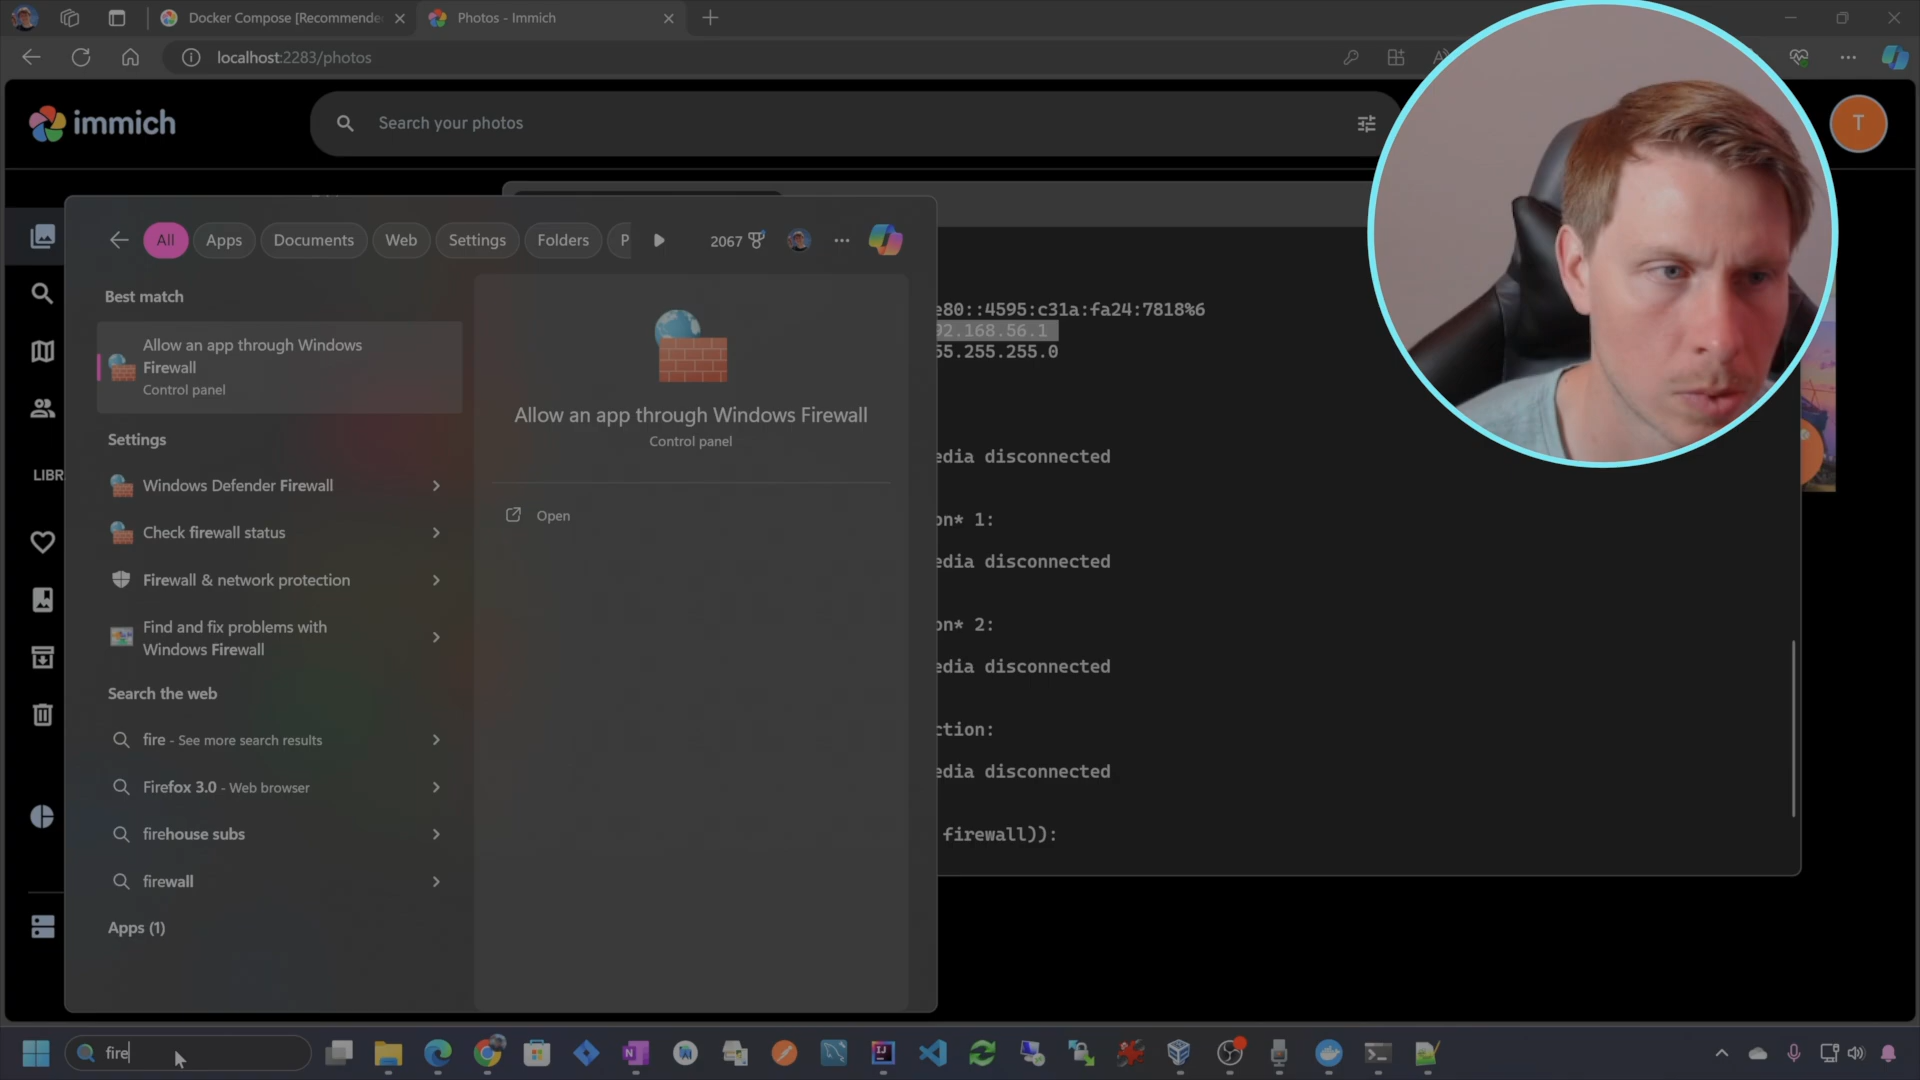 Docker Compose [Recommende
Photos - Immich
localhost:2283/photos
immich
Search your photos
T
All
Apps
Documents
Web
Settings
Folders
P
2067
Best match
Allow an app through Windows
Firewall
Control panel
Settings
Windows Defender Firewall
Check firewall status
Firewall & network protection
Find and fix problems with
Windows Firewall
Search the web
fire - See more search results
Firefox 3.0 - Web browser
firehouse subs
firewall
Apps (1)
Allow an app through Windows Firewall
Control panel
Open
LIBR
e80::4595:c31a:fa24:7818%6
92.168.56.1
55.255.255.0
edia disconnected
on* 1:
edia disconnected
on* 2:
edia disconnected
ction:
edia disconnected
firewall)):
fire